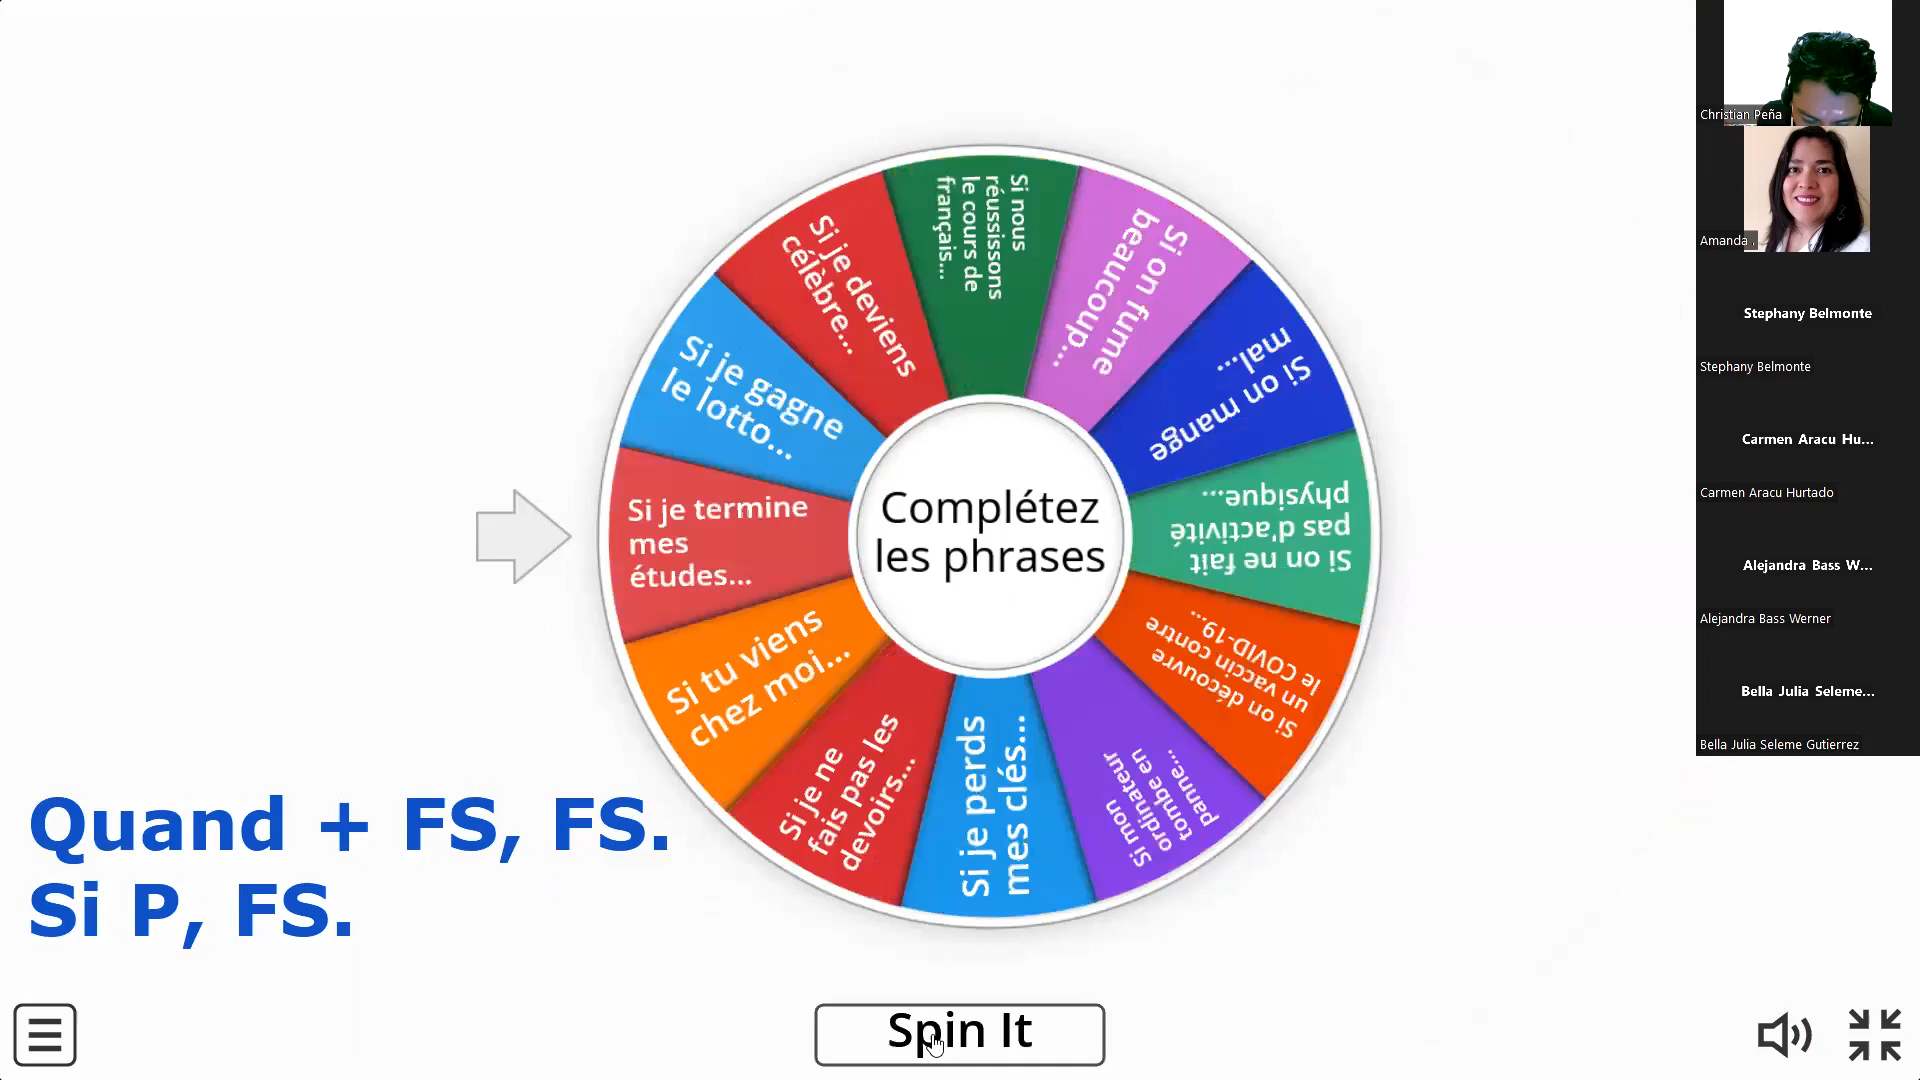 Si nous
réussissons
le cours de
français...
Si on fume
beaucoup...
Si on mange
mal...
Si on ne fait
pas d'activité
physique...
Si on découvre
un vaccin contre
le COVID-19...
Si mon
ordinateur
tombe en
panne...
Si je perds
mes clés...
Si je ne
fais pas les
devoirs...
Si tu viens
chez moi...
Si je termine
mes
études...
Si je gagne
le lotto...
Si je deviens
célèbre...
Complétez
les phrases
Quand + FS, FS.
Si P, FS.
Spin It
Christian Peña
Amanda .
Stephany Belmonte
Stephany Belmonte
Carmen Aracu Hu...
Carmen Aracu Hurtado
Alejandra Bass W...
Alejandra Bass Werner
Bella Julia Seleme...
Bella Julia Seleme Gutierrez